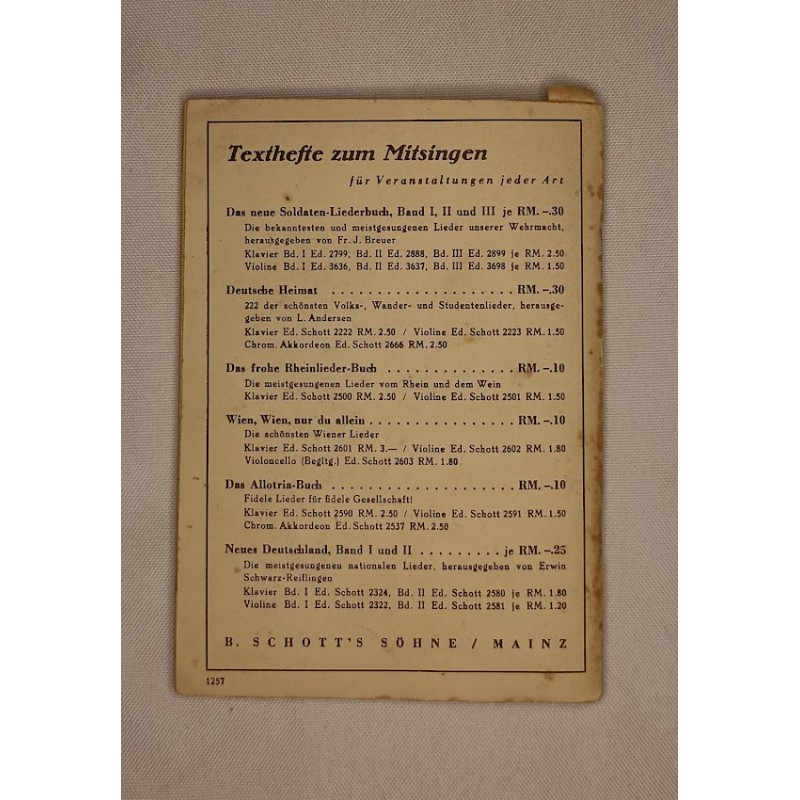 Texthefte zum Mitsingen
für Veranstaltungen jeder Art
Das neue Soldaten-Liederbuch, Band I, II und III je RM. -.30
Die bekanntesten und meistgesungenen Lieder unserer Wehrmacht,
herausgegeben von Fr. J. Breuer
Klavier Bd. I Ed. 2799, Bd. II Ed. 2888, Bd. III Ed. 2899 je RM. 2.50
Violine Bd. I Ed. 3636, Bd. II Ed. 3637, Bd. III Ed. 3698 je RM. 1.50
Deutsche Heimat . . . . . . . . . . . . . . . . . . . . . RM. -.30
222 der schönsten Volks-, Wander- und Studentenlieder, herausge-
geben von L. Andersen
Klavier Ed. Schott 2222 RM. 2.50 / Violine Ed. Schott 2223 RM. 1.50
Chrom. Akkordeon Ed. Schott 2666 RM. 2.50
Das frohe Rheinlieder-Buch . . . . . . . . . . . . . . . RM. -.10
Die meistgesungenen Lieder vom Rhein und dem Wein
Klavier Ed. Schott 2500 RM. 2.50 / Violine Ed. Schott 2501 RM. 1.50
Wien, Wien, nur du allein . . . . . . . . . . . . . . . . . RM. -.10
Die schönsten Wiener Lieder
Klavier Ed. Schott 2601 RM. 3.— / Violine Ed. Schott 2602 RM. 1.80
Violoncello (Begltg.) Ed. Schott 2603 RM. 1.80
Das Allotria-Buch . . . . . . . . . . . . . . . . . . . . . RM. -.10
Fidele Lieder für fidele Gesellschaft!
Klavier Ed. Schott 2590 RM. 2.50 / Violine Ed. Schott 2591 RM. 1.50
Chrom. Akkordeon Ed. Schott 2537 RM. 2.50
Neues Deutschland, Band I und II . . . . . . . . . je RM. -.25
Die meistgesungenen nationalen Lieder, herausgegeben von Erwin
Schwarz-Reiflingen
Klavier Bd. I Ed. Schott 2324, Bd. II Ed. Schott 2580 je RM. 1.80
Violine Bd. I Ed. Schott 2322, Bd. II Ed. Schott 2581 je RM. 1.20
B. SCHOTT'S SÖHNE / MAINZ
1257